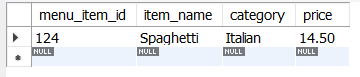 menu_item_id item_name category price
124 Spaghetti Italian 14.50
NULL NULL NULL NULL